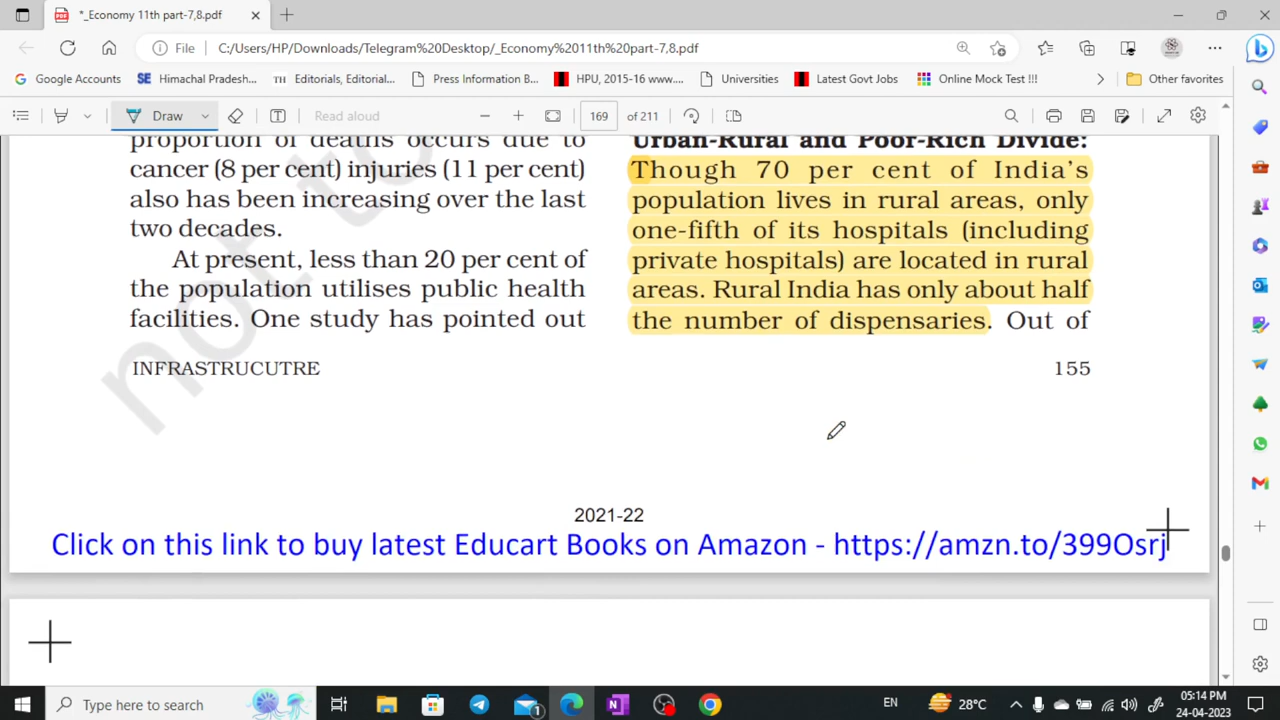 *_Economy 11th part-7,8.pdf
File
C:/Users/HP/Downloads/Telegram%20Desktop/_Economy%2011th%20part-7,8.pdf
Google Accounts
SE Himachal Pradesh...
TH Editorials, Editorial...
Press Information B...
HPU, 2015-16 www....
Universities
Latest Govt Jobs
Online Mock Test !!!
Other favorites
Draw
Read aloud
169 of 211
proportion of deaths occurs due to
cancer (8 per cent) injuries (11 per cent)
also has been increasing over the last
two decades.
At present, less than 20 per cent of
the population utilises public health
facilities. One study has pointed out
Urban-Rural and Poor-Rich Divide:
Though 70 per cent of India's
population lives in rural areas, only
one-fifth of its hospitals (including
private hospitals) are located in rural
areas. Rural India has only about half
the number of dispensaries. Out of
INFRASTRUCUTRE
155
not to
2021-22
Click on this link to buy latest Educart Books on Amazon - https://amzn.to/399Osrj
Type here to search
1
EN
28°C
05:14 PM
24-04-2023